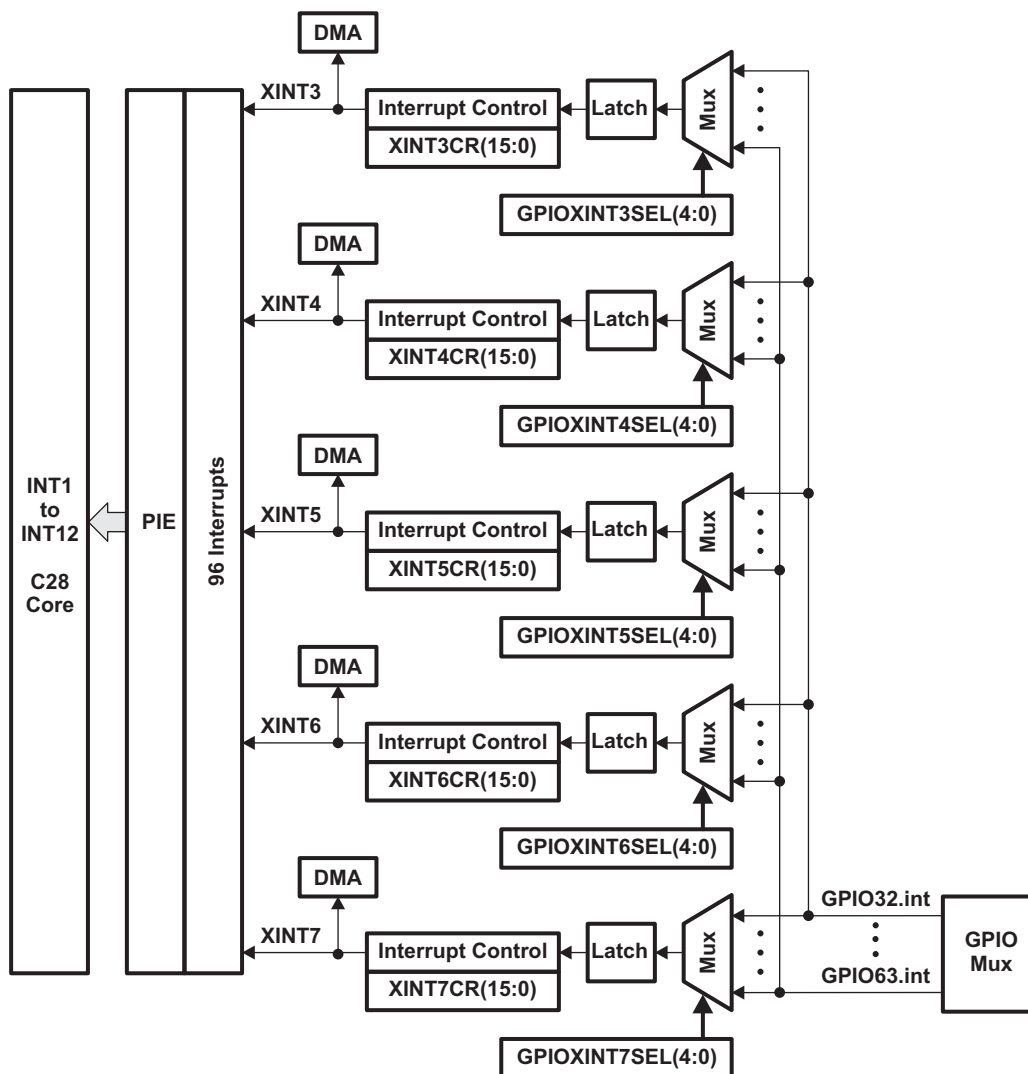 DMA
XINT3
Interrupt Control
XINT3CR(15:0)
Latch
Mux
GPIOXINT3SEL(4:0)
DMA
XINT4
Interrupt Control
XINT4CR(15:0)
Latch
Mux
GPIOXINT4SEL(4:0)
INT1
to
INT12
C28
Core
PIE
96 Interrupts
DMA
XINT5
Interrupt Control
XINT5CR(15:0)
Latch
Mux
GPIOXINT5SEL(4:0)
DMA
XINT6
Interrupt Control
XINT6CR(15:0)
Latch
Mux
GPIOXINT6SEL(4:0)
DMA
XINT7
Interrupt Control
XINT7CR(15:0)
Latch
Mux
GPIOXINT7SEL(4:0)
GPIO32.int
GPIO63.int
GPIO
Mux